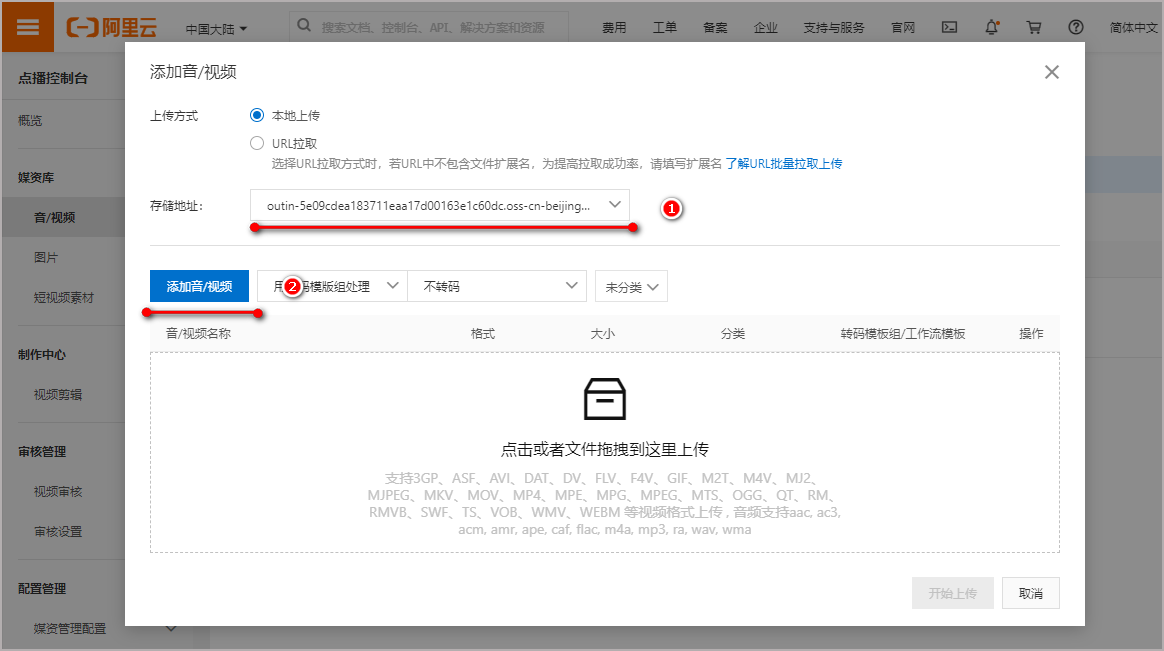 阿里云
中国大陆
搜索文档、控制台、API、解决方案和资源
费用
工单
备案
企业
支持与服务
官网
简体中文
点播控制台
概览
媒资库
音/视频
图片
短视频素材
制作中心
视频剪辑
审核管理
视频审核
审核设置
配置管理
媒资管理配置
添加音/视频
上传方式
本地上传
URL拉取
选择URL拉取方式时，若URL中不包含文件扩展名，为提高拉取成功率，请填写扩展名 了解URL批量拉取上传
存储地址：
outin-5e09cdea183711eaa17d00163e1c60dc.oss-cn-beijing...
1
添加音/视频
用
2
码模版组处理
不转码
未分类
音/视频名称
格式
大小
分类
转码模板组/工作流模板
操作
点击或者文件拖拽到这里上传
支持3GP、ASF、AVI、DAT、DV、FLV、F4V、GIF、M2T、M4V、MJ2、
MJPEG、MKV、MOV、MP4、MPE、MPG、MPEG、MTS、OGG、QT、RM、
RMVB、SWF、TS、VOB、WMV、WEBM 等视频格式上传 , 音频支持aac, ac3,
acm, amr, ape, caf, flac, m4a, mp3, ra, wav, wma
开始上传
取消